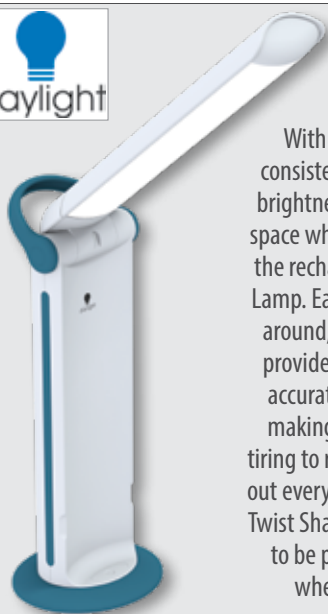 aylight
With
consiste
brightne
space wh
the recha
Lamp. Ea
around,
provide
accurat
making
tiring to r
out every
Twist Sha
to be p
whe